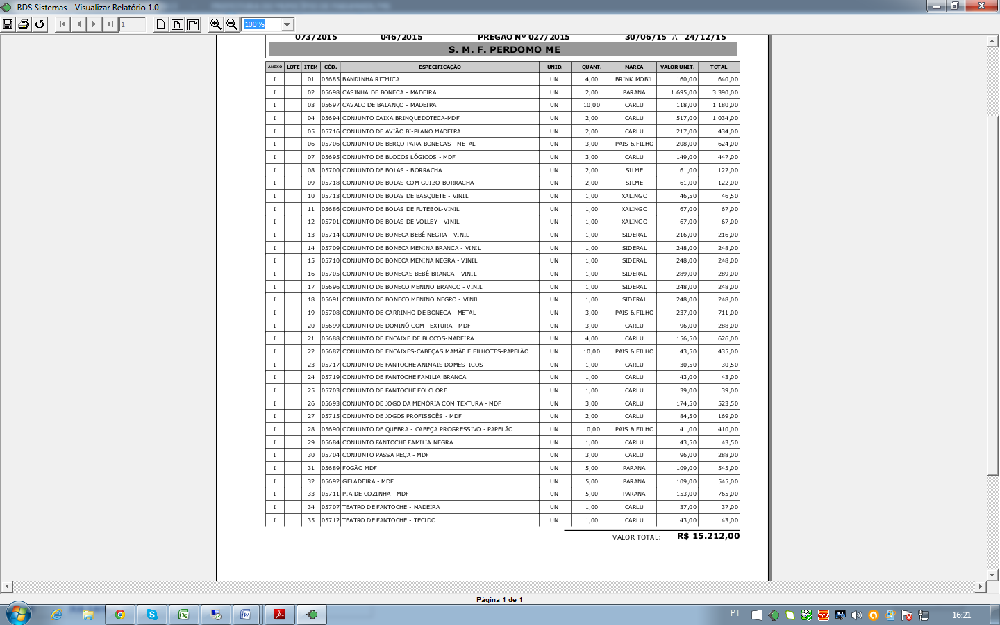 BDS Sistemas - Visualizar Relatório 1.0
1 100%
073/2015 046/2015 PREGÃO Nº 027/2015 30/06/15 A 24/12/15
S. M. F. PERDOMO ME
ANEXO LOTE ITEM CÓD. ESPECIFICAÇÃO UNID. QUANT. MARCA VALOR UNIT. TOTAL
I 01 05685 BANDINHA RITMICA UN 4,00 BRINK MOBIL 160,00 640,00
I 02 05698 CASINHA DE BONECA - MADEIRA UN 2,00 PARANA 1.695,00 3.390,00
I 03 05697 CAVALO DE BALANÇO - MADEIRA UN 10,00 CARLU 118,00 1.180,00
I 04 05694 CONJUNTO CAIXA BRINQUEDOTECA-MDF UN 2,00 CARLU 517,00 1.034,00
I 05 05716 CONJUNTO DE AVIÃO BI-PLANO MADEIRA UN 2,00 CARLU 217,00 434,00
I 06 05706 CONJUNTO DE BERÇO PARA BONECAS - METAL UN 3,00 PAIS & FILHO 208,00 624,00
I 07 05695 CONJUNTO DE BLOCOS LÓGICOS - MDF UN 3,00 CARLU 149,00 447,00
I 08 05700 CONJUNTO DE BOLAS - BORRACHA UN 2,00 SILME 61,00 122,00
I 09 05718 CONJUNTO DE BOLAS COM GUIZO-BORRACHA UN 2,00 SILME 61,00 122,00
I 10 05713 CONJUNTO DE BOLAS DE BASQUETE - VINIL UN 1,00 XALINGO 46,50 46,50
I 11 05686 CONJUNTO DE BOLAS DE FUTEBOL-VINIL UN 1,00 XALINGO 67,00 67,00
I 12 05701 CONJUNTO DE BOLAS DE VOLLEY - VINIL UN 1,00 XALINGO 67,00 67,00
I 13 05714 CONJUNTO DE BONECA BEBÊ NEGRA - VINIL UN 1,00 SIDERAL 216,00 216,00
I 14 05709 CONJUNTO DE BONECA MENINA BRANCA - VINIL UN 1,00 SIDERAL 248,00 248,00
I 15 05710 CONJUNTO DE BONECA MENINA NEGRA - VINIL UN 1,00 SIDERAL 248,00 248,00
I 16 05705 CONJUNTO DE BONECAS BEBÊ BRANCA - VINIL UN 1,00 SIDERAL 289,00 289,00
I 17 05696 CONJUNTO DE BONECO MENINO BRANCO - VINIL UN 1,00 SIDERAL 248,00 248,00
I 18 05691 CONJUNTO DE BONECO MENINO NEGRO - VINIL UN 1,00 SIDERAL 248,00 248,00
I 19 05708 CONJUNTO DE CARRINHO DE BONECA - METAL UN 3,00 PAIS & FILHO 237,00 711,00
I 20 05699 CONJUNTO DE DOMINÓ COM TEXTURA - MDF UN 3,00 CARLU 96,00 288,00
I 21 05688 CONJUNTO DE ENCAIXE DE BLOCOS-MADEIRA UN 4,00 CARLU 156,50 626,00
I 22 05687 CONJUNTO DE ENCAIXES-CABEÇAS MAMÃE E FILHOTES-PAPELÃO UN 10,00 PAIS & FILHO 43,50 435,00
I 23 05717 CONJUNTO DE FANTOCHE ANIMAIS DOMESTICOS UN 1,00 CARLU 30,50 30,50
I 24 05719 CONJUNTO DE FANTOCHE FAMILIA BRANCA UN 1,00 CARLU 43,00 43,00
I 25 05703 CONJUNTO DE FANTOCHE FOLCLORE UN 1,00 CARLU 39,00 39,00
I 26 05693 CONJUNTO DE JOGO DA MEMÓRIA COM TEXTURA - MDF UN 3,00 CARLU 174,50 523,50
I 27 05715 CONJUNTO DE JOGOS PROFISSOÊS - MDF UN 2,00 CARLU 84,50 169,00
I 28 05690 CONJUNTO DE QUEBRA - CABEÇA PROGRESSIVO - PAPELÃO UN 10,00 PAIS & FILHO 41,00 410,00
I 29 05684 CONJUNTO FANTOCHE FAMILIA NEGRA UN 1,00 CARLU 43,50 43,50
I 30 05704 CONJUNTO PASSA PEÇA - MDF UN 3,00 CARLU 96,00 288,00
I 31 05689 FOGÃO MDF UN 5,00 PARANA 109,00 545,00
I 32 05692 GELADEIRA - MDF UN 5,00 PARANA 109,00 545,00
I 33 05711 PIA DE COZINHA - MDF UN 5,00 PARANA 153,00 765,00
I 34 05707 TEATRO DE FANTOCHE - MADEIRA UN 1,00 CARLU 37,00 37,00
I 35 05712 TEATRO DE FANTOCHE - TECIDO UN 1,00 CARLU 43,00 43,00
VALOR TOTAL: R$ 15.212,00
Página 1 de 1
PT 16:21